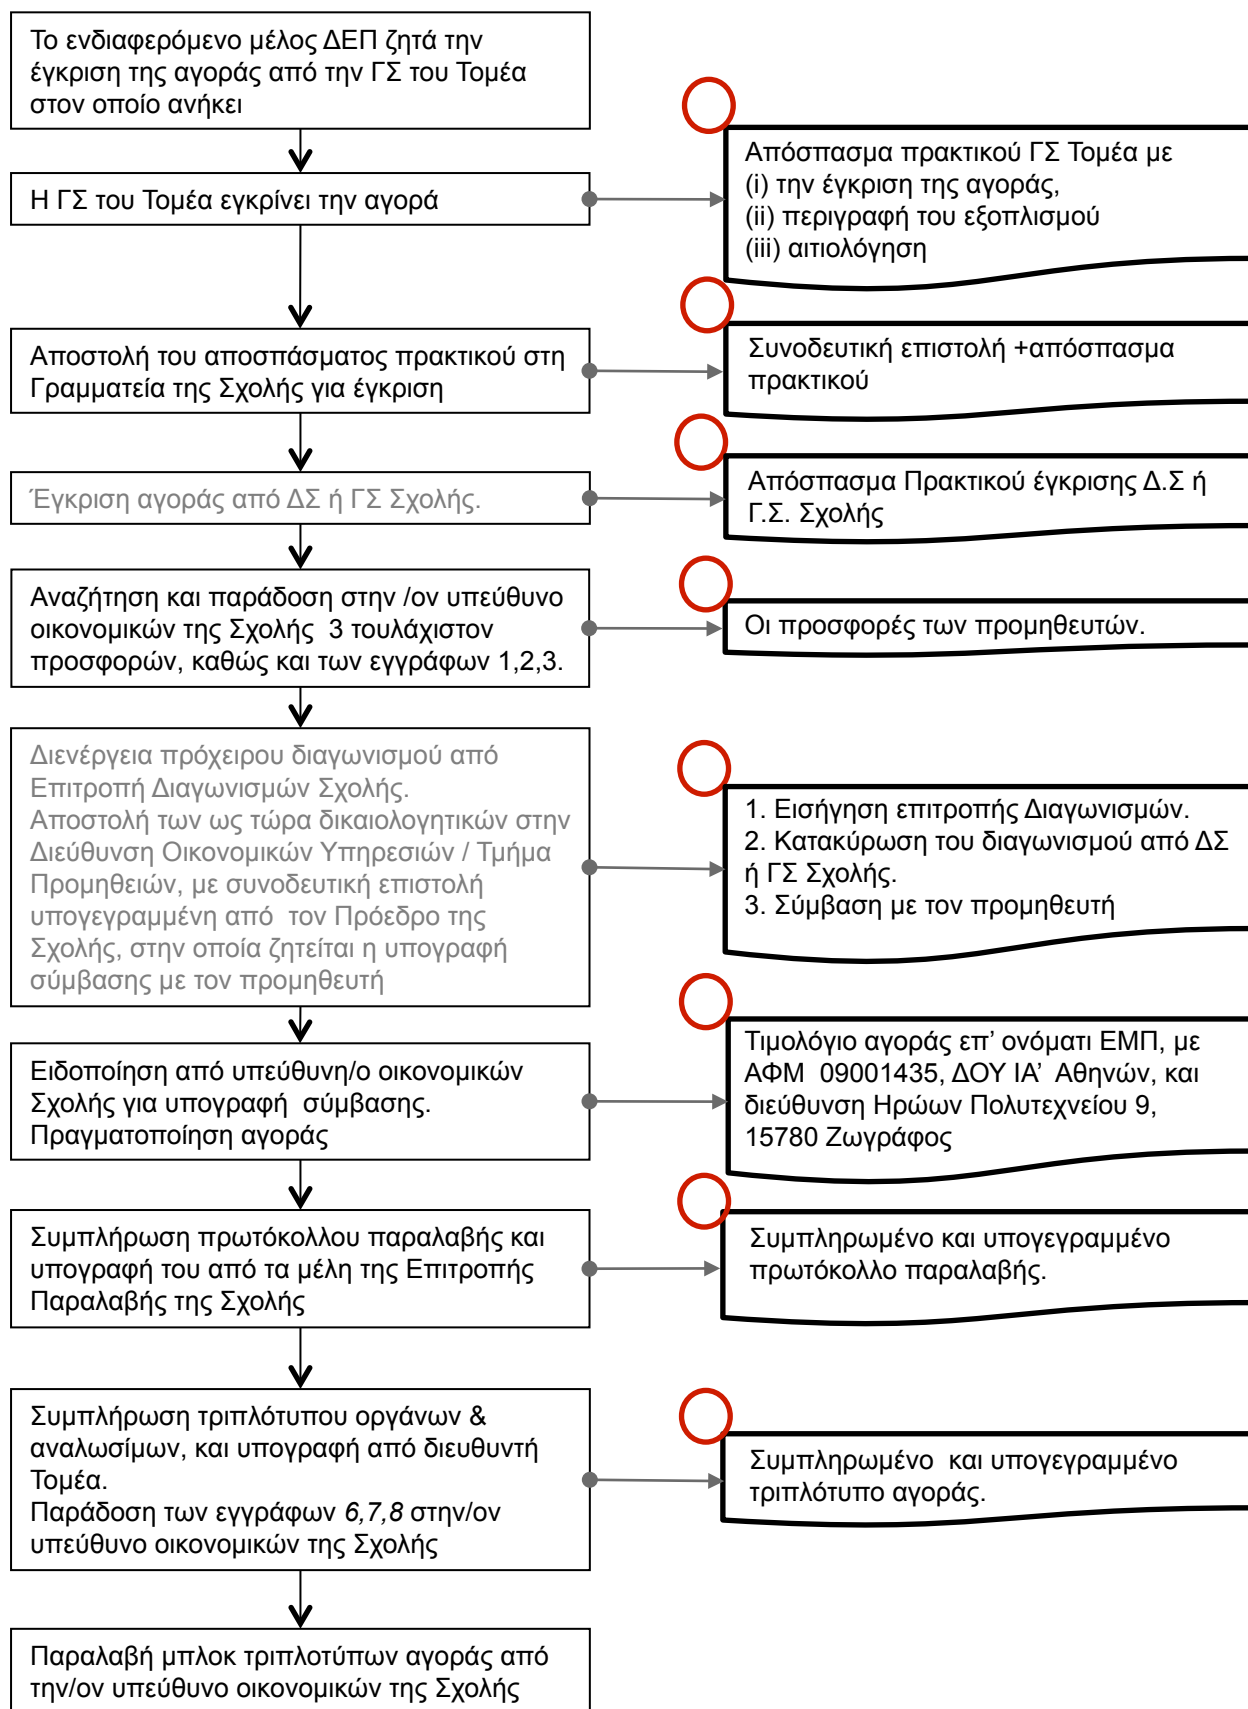 Το ενδιαφερόμενο μέλος ΔΕΠ ζητά την
έγκριση της αγοράς από την ΓΣ του Τομέα
στον οποίο ανήκει
Η ΓΣ του Τομέα εγκρίνει την αγορά
Απόσπασμα πρακτικού ΓΣ Τομέα με
(i) την έγκριση της αγοράς,
(ii) περιγραφή του εξοπλισμού
(iii) αιτιολόγηση
Αποστολή του αποσπάσματος πρακτικού στη
Γραμματεία της Σχολής για έγκριση
Συνοδευτική επιστολή +απόσπασμα
πρακτικού
Έγκριση αγοράς από ΔΣ ή ΓΣ Σχολής.
Απόσπασμα Πρακτικού έγκρισης Δ.Σ ή
Γ.Σ. Σχολής
Αναζήτηση και παράδοση στην /ον υπεύθυνο
οικονομικών της Σχολής 3 τουλάχιστον
προσφορών, καθώς και των εγγράφων 1,2,3.
Οι προσφορές των προμηθευτών.
Διενέργεια πρόχειρου διαγωνισμού από
Επιτροπή Διαγωνισμών Σχολής.
Αποστολή των ως τώρα δικαιολογητικών στην
Διεύθυνση Οικονομικών Υπηρεσιών / Τμήμα
Προμηθειών, με συνοδευτική επιστολή
υπογεγραμμένη από τον Πρόεδρο της
Σχολής, στην οποία ζητείται η υπογραφή
σύμβασης με τον προμηθευτή
1. Εισήγηση επιτροπής Διαγωνισμών.
2. Κατακύρωση του διαγωνισμού από ΔΣ
ή ΓΣ Σχολής.
3. Σύμβαση με τον προμηθευτή
Ειδοποίηση από υπεύθυνη/ο οικονομικών
Σχολής για υπογραφή σύμβασης.
Πραγματοποίηση αγοράς
Τιμολόγιο αγοράς επ’ ονόματι ΕΜΠ, με
ΑΦΜ 09001435, ΔΟΥ ΙΑ’ Αθηνών, και
διεύθυνση Ηρώων Πολυτεχνείου 9,
15780 Ζωγράφος
Συμπλήρωση πρωτόκολλου παραλαβής και
υπογραφή του από τα μέλη της Επιτροπής
Παραλαβής της Σχολής
Συμπληρωμένο και υπογεγραμμένο
πρωτόκολλο παραλαβής.
Συμπλήρωση τριπλότυπου οργάνων &
αναλωσίμων, και υπογραφή από διευθυντή
Τομέα.
Παράδοση των εγγράφων 6,7,8 στην/ον
υπεύθυνο οικονομικών της Σχολής
Συμπληρωμένο και υπογεγραμμένο
τριπλότυπο αγοράς.
Παραλαβή μπλοκ τριπλοτύπων αγοράς από
την/ον υπεύθυνο οικονομικών της Σχολής